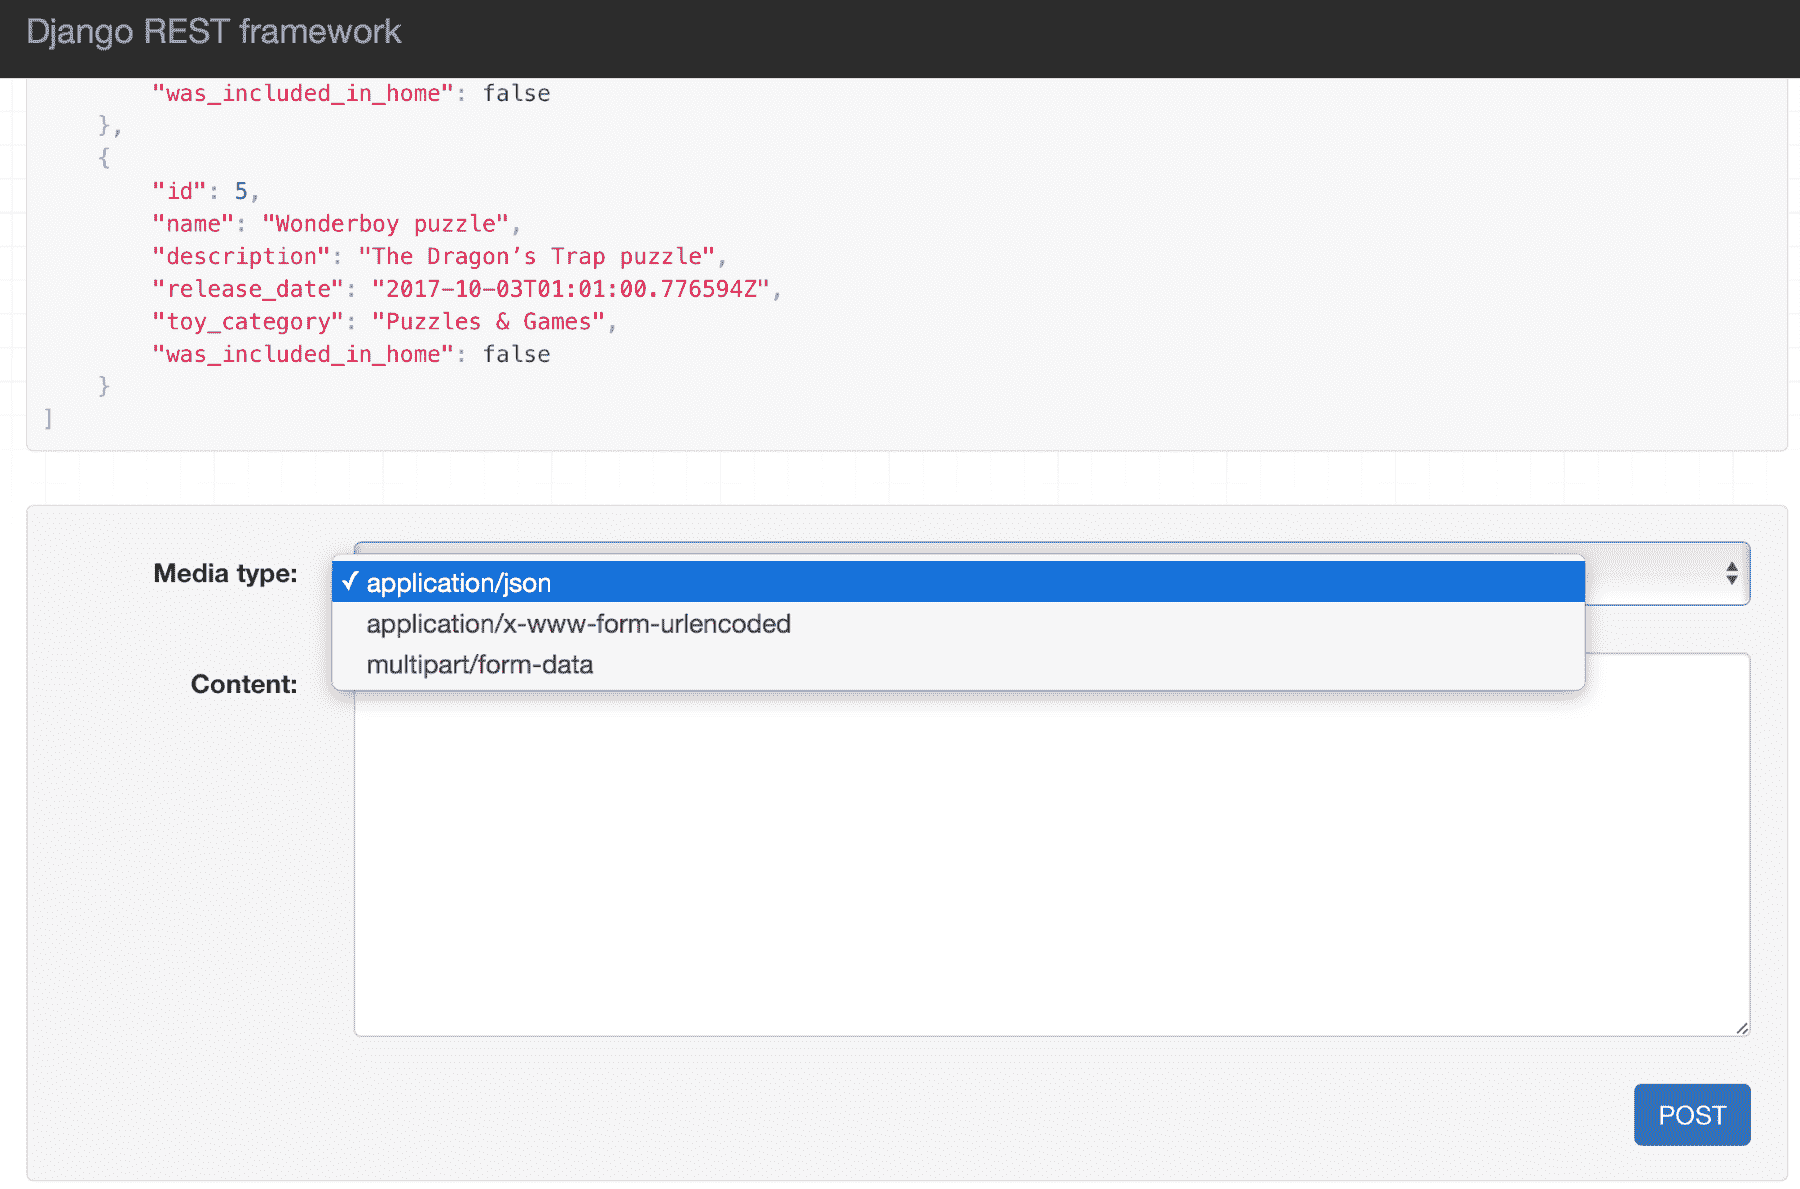 Django REST framework
"was_included_in_home": false
},
{
"id": 5,
"name": "Wonderboy puzzle",
"description": "The Dragon’s Trap puzzle",
"release_date": "2017-10-03T01:01:00.776594Z",
"toy_category": "Puzzles & Games",
"was_included_in_home": false
}
]
Media type:
✓ application/json
application/x-www-form-urlencoded
multipart/form-data
Content:
POST